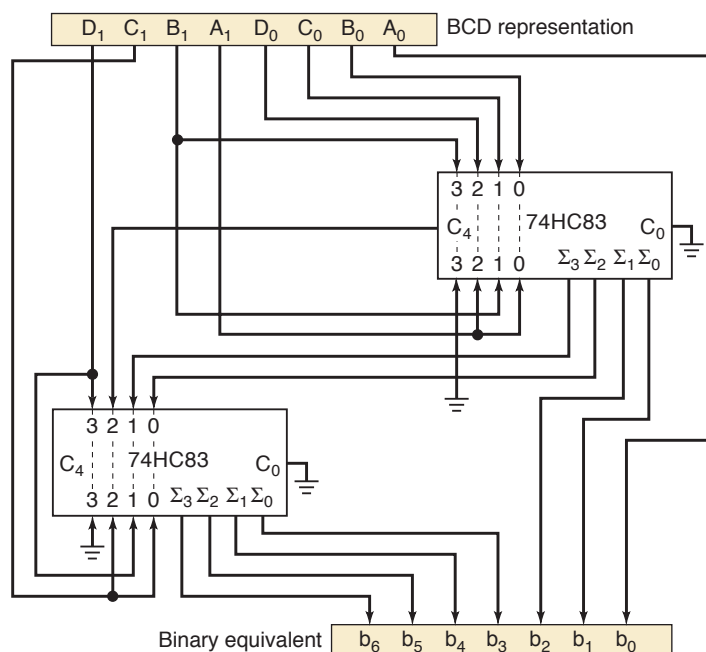 D₁ C₁ B₁ A₁ D₀ C₀ B₀ A₀ BCD representation
3 2 1 0
C₄ 74HC83 C₀
3 2 1 0 Σ₃ Σ₂ Σ₁ Σ₀
3 2 1 0
C₄ 74HC83 C₀
3 2 1 0 Σ₃ Σ₂ Σ₁ Σ₀
Binary equivalent b₆ b₅ b₄ b₃ b₂ b₁ b₀